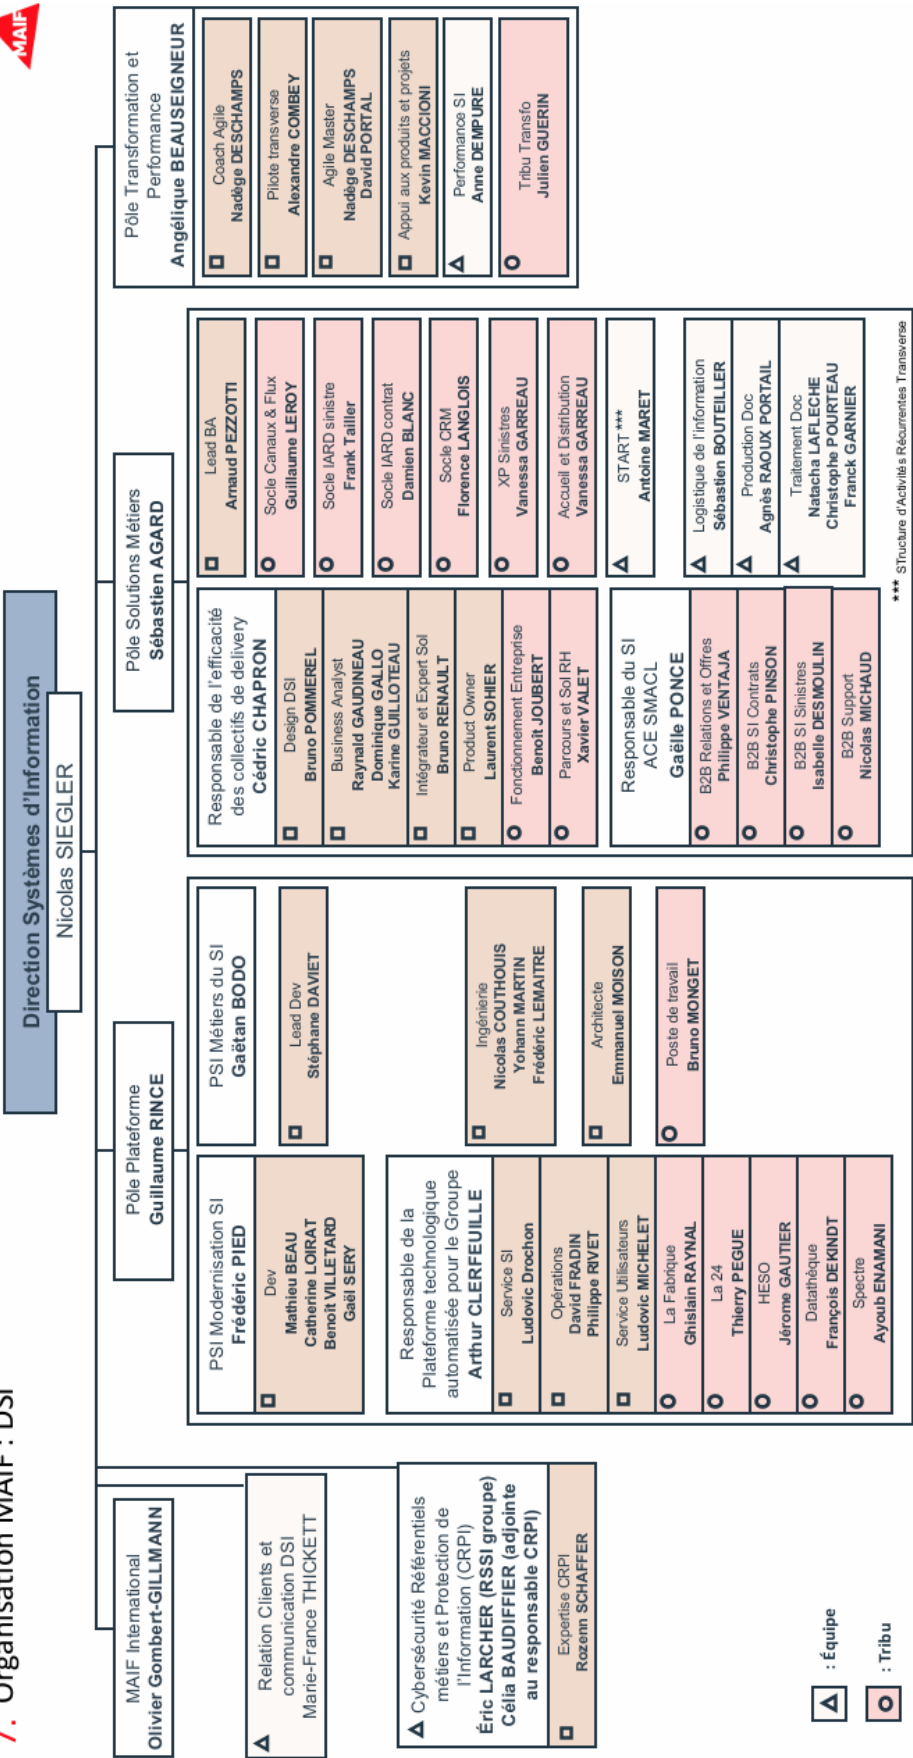 7. Organisation MAIF : DSI
MAIF
Direction Systèmes d'Information
Nicolas SIEGLER
MAIF International
Olivier Gombert-GILLMANN
Relation Clients et
communication DSI
Marie-France THICKETT
Cybersécurité Référentiels
métiers et Protection de
l'Information (CRPI)
Éric LARCHER (RSSI groupe)
Célia BAUDIFFIER (adjointe
au responsable CRPI)
Expertise CRPI
Rozenn SCHAFFER
: Équipe
: Tribu
Pôle Plateforme
Guillaume RINCE
PSI Modernisation SI
Frédéric PIED
Dev
Mathieu BEAU
Catherine LOIRAT
Benoît VILLETARD
Gaël SERY
Responsable de la
Plateforme technologique
automatisée pour le Groupe
Arthur CLERFEUILLE
Service SI
Ludovic Drochon
Opérations
David FRADIN
Philippe RIVET
Service Utilisateurs
Ludovic MICHELET
La Fabrique
Ghislain RAYNAL
La 24
Thierry PEGUE
HESO
Jérome GAUTIER
Datathèque
François DEKINDT
Spectre
Ayoub ENAMANI
PSI Métiers du SI
Gaëtan BODO
Lead Dev
Stéphane DAVIET
Ingénierie
Nicolas COUTHOUIS
Yohann MARTIN
Frédéric LEMAITRE
Architecte
Emmanuel MOISON
Poste de travail
Bruno MONGET
Pôle Solutions Métiers
Sébastien AGARD
Responsable de l'efficacité
des collectifs de delivery
Cédric CHAPRON
Design DSI
Bruno POMMEREL
Business Analyst
Raynald GAUDINEAU
Dominique GALLO
Karine GUILLOTEAU
Intégrateur et Expert Sol
Bruno RENAULT
Product Owner
Laurent SOHIER
Fonctionnement Entreprise
Benoit JOUBERT
Parcours et Sol RH
Xavier VALET
Responsable du SI
ACE SMACL
Gaëlle PONCE
B2B Relations et Offres
Philippe VENTAJA
B2B SI Contrats
Christophe PINSON
B2B SI Sinistres
Isabelle DESMOULIN
B2B Support
Nicolas MICHAUD
Lead BA
Arnaud PEZZOTTI
Socle Canaux & Flux
Guillaume LEROY
Socle IARD sinistre
Frank Tailler
Socle IARD contrat
Damien BLANC
Socle CRM
Florence LANGLOIS
XP Sinistres
Vanessa GARREAU
Accueil et Distribution
Vanessa GARREAU
START ***
Antoine MARET
Logistique de l'information
Sébastien BOUTEILLER
Production Doc
Agnès RAOUX PORTAIL
Traitement Doc
Natacha LAFLECHE
Christophe POURTEAU
Franck GARNIER
*** STructure d'Activités Récurrentes Transverse
Pôle Transformation et
Performance
Angélique BEAUSEIGNEUR
Coach Agile
Nadège DESCHAMPS
Pilote transverse
Alexandre COMBEY
Agile Master
Nadège DESCHAMPS
David PORTAL
Appui aux produits et projets
Kevin MACCIONI
Performance SI
Anne DEMPURE
Tribu Transfo
Julien GUERIN